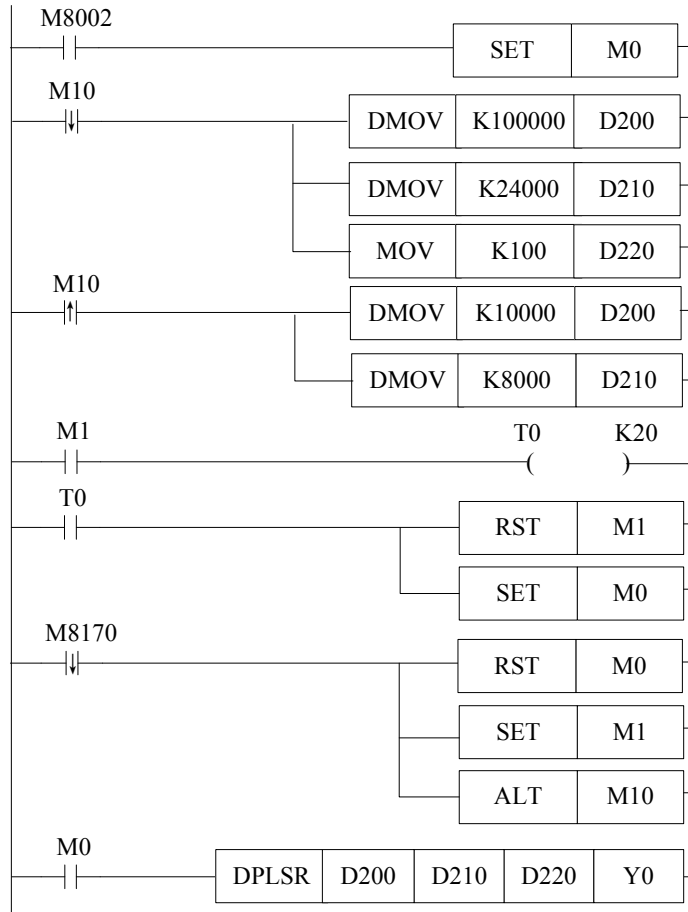 M8002
SET M0
M10
DMOV K100000 D200
DMOV K24000 D210
MOV K100 D220
M10
DMOV K10000 D200
DMOV K8000 D210
M1 T0 K20
T0
RST M1
SET M0
M8170
RST M0
SET M1
ALT M10
M0
DPLSR D200 D210 D220 Y0